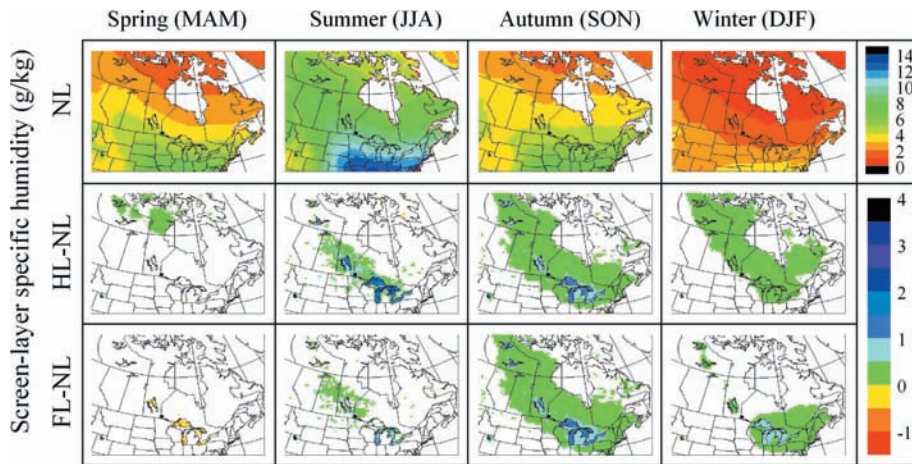 Spring (MAM) Summer (JJA) Autumn (SON) Winter (DJF)
Screen-layer specific humidity (g/kg)
NL
14
12
10
8
6
4
2
0
HL-NL
4
3
2
1
0
-1
FL-NL